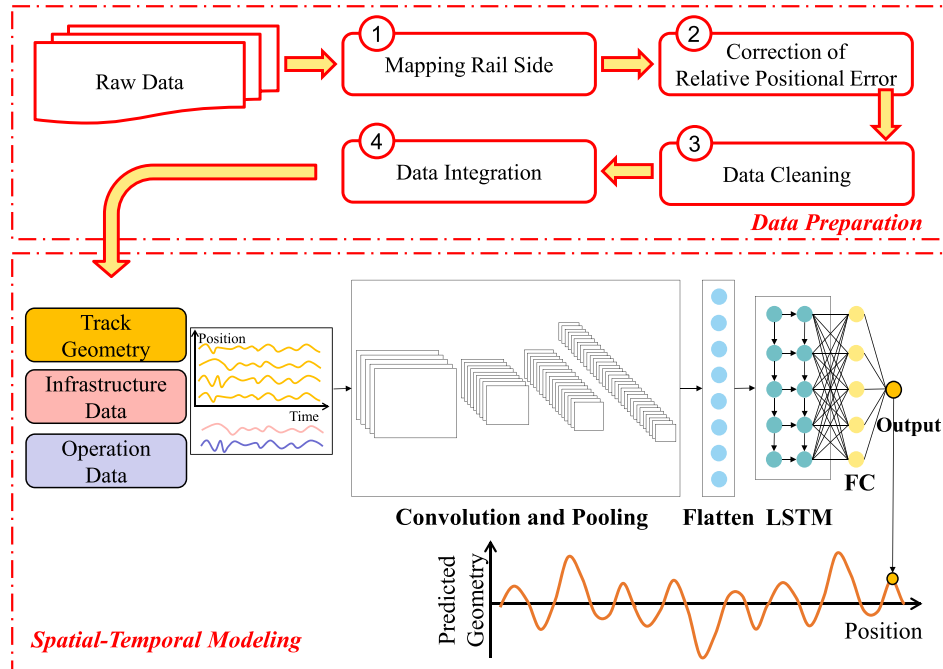 Raw Data
1
Mapping Rail Side
2
Correction of
Relative Positional Error
4
Data Integration
3
Data Cleaning
Data Preparation
Track
Geometry
Infrastructure
Data
Operation
Data
Position
Time
Output
FC
Convolution and Pooling
Flatten
LSTM
Predicted
Geometry
Position
Spatial-Temporal Modeling